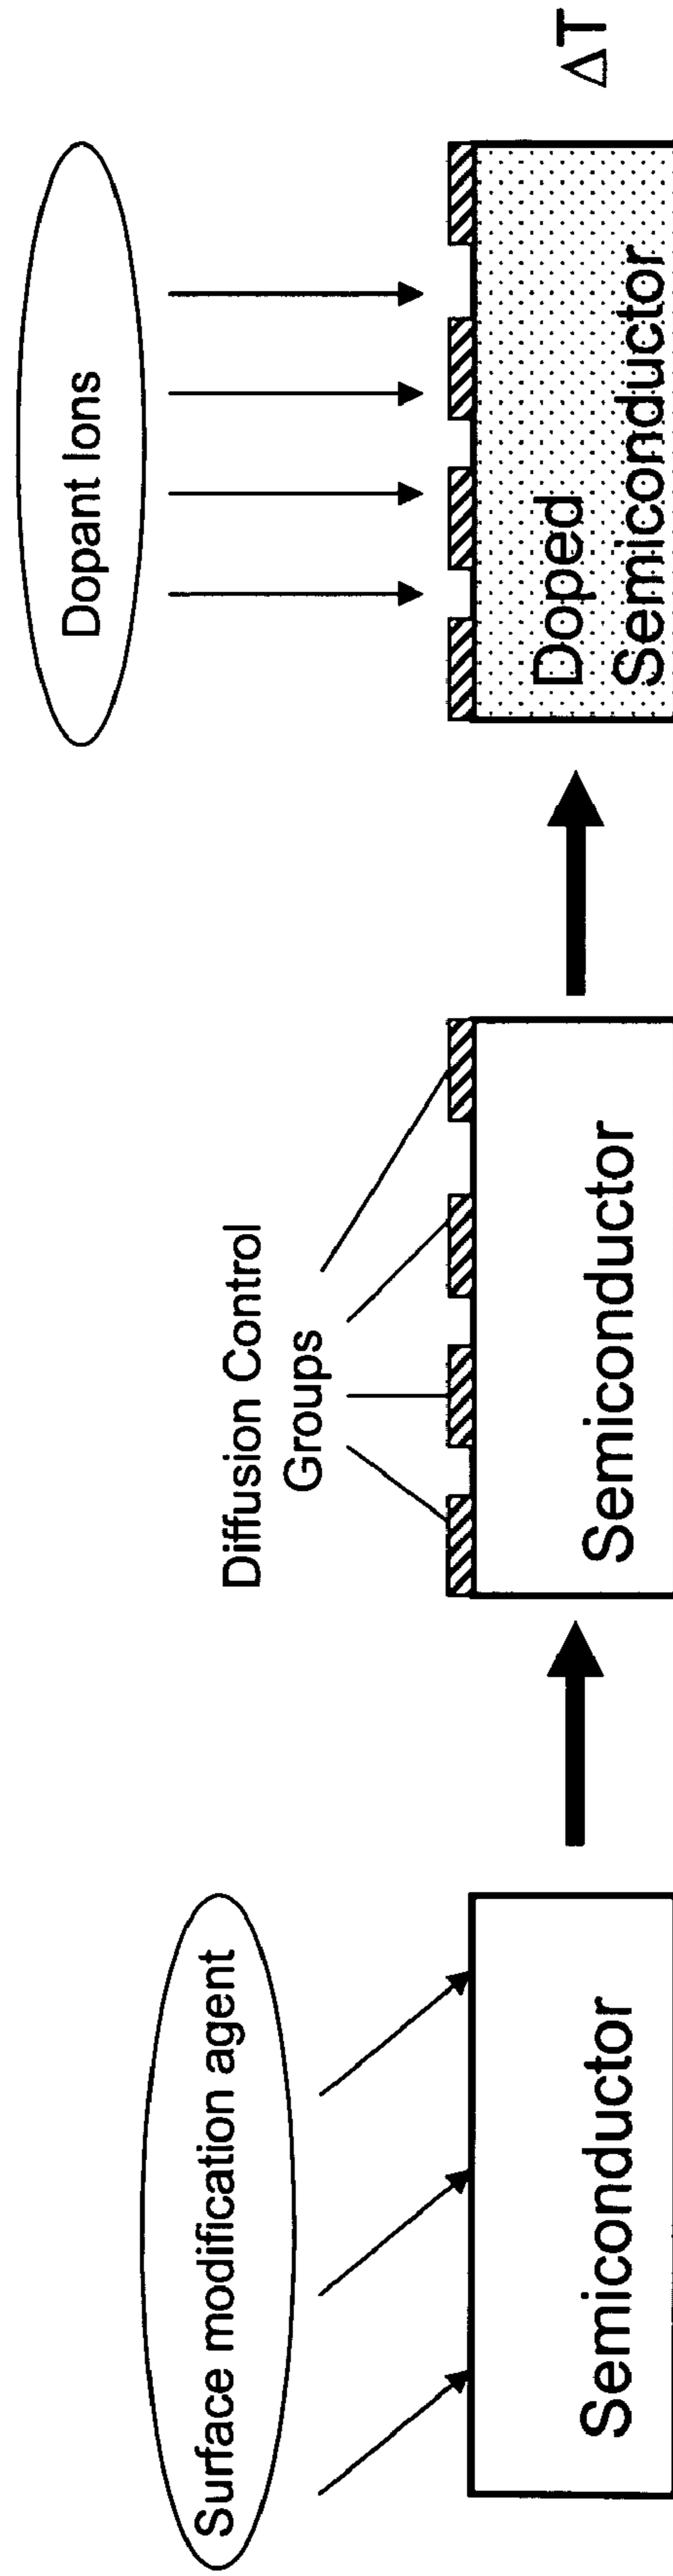 Surface modification agent
Semiconductor
Diffusion Control
Groups
Semiconductor
Dopant Ions
Doped
Semiconductor
ΔT